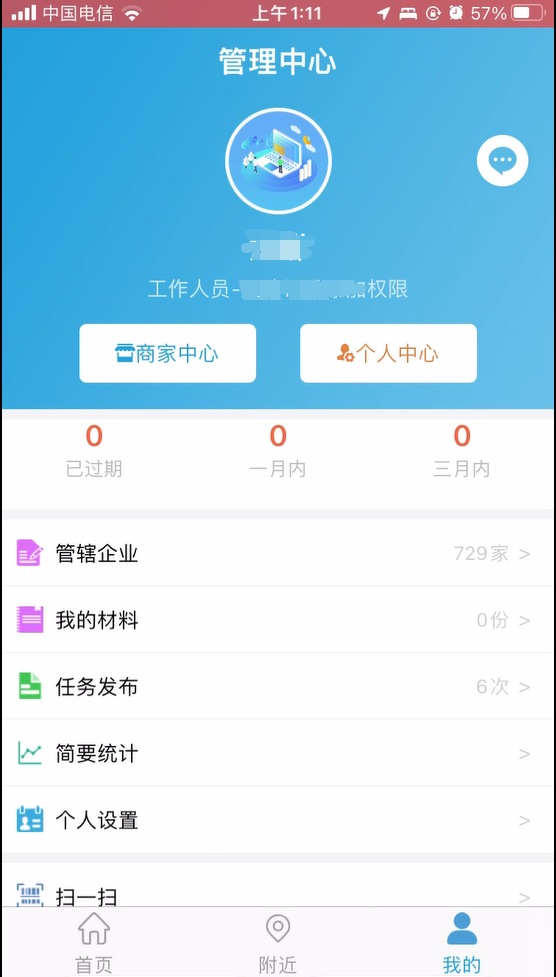 中国电信
上午1:11
57%
管理中心
工作人员-
权限
商家中心
个人中心
0
0
0
已过期
一月内
三月内
管辖企业
729家 >
我的材料
0份 >
任务发布
6次 >
简要统计
>
个人设置
>
扫一扫
>
首页
附近
我的